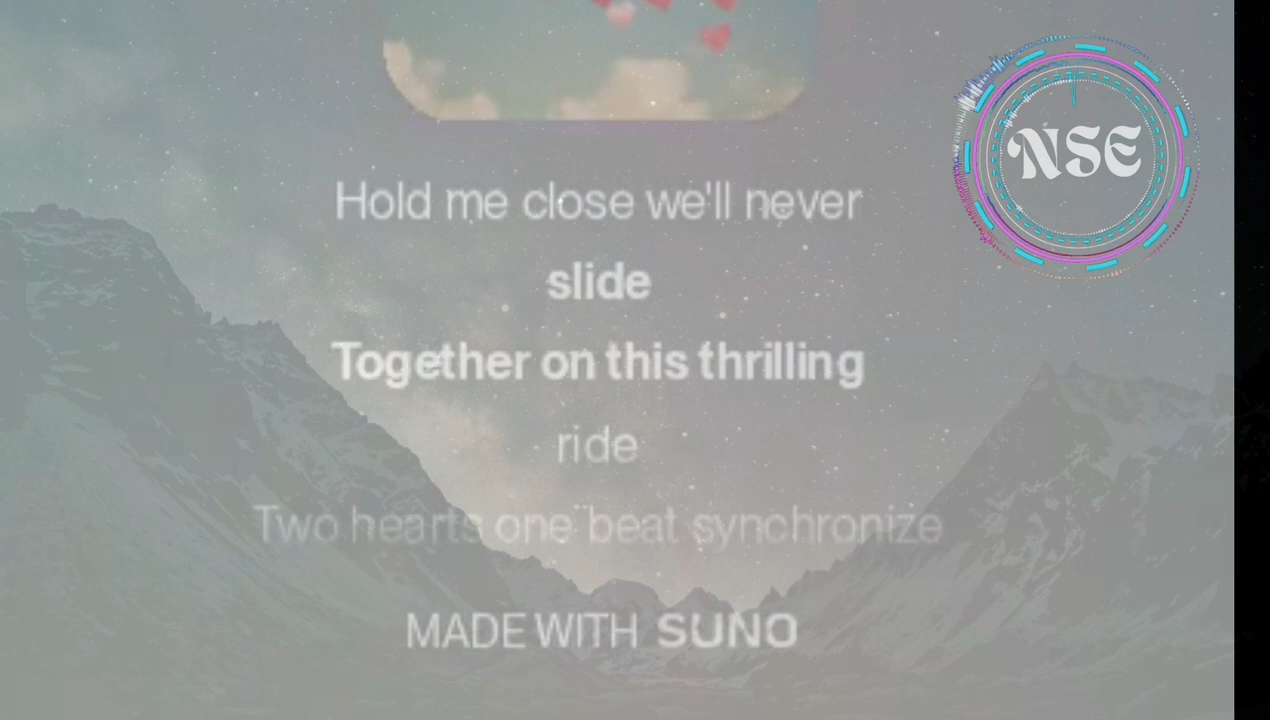 NSE
Hold me close we'll never
slide
Together on this thrilling
ride
Two hearts one beat synchronize
MADE WITH SUNO